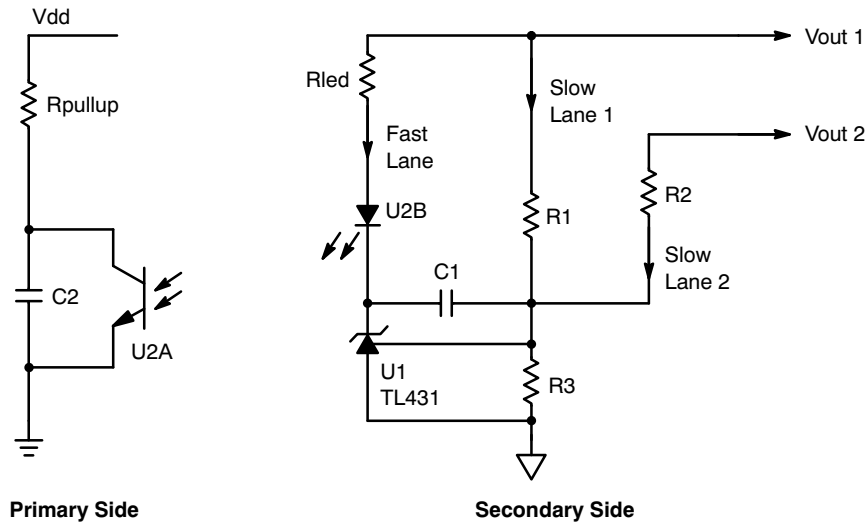 Vdd
Rpullup
C2
U2A
Primary Side
Rled
Fast
Lane
U2B
Slow
Lane 1
Vout 1
Vout 2
R1
R2
Slow
Lane 2
C1
U1
TL431
R3
Secondary Side